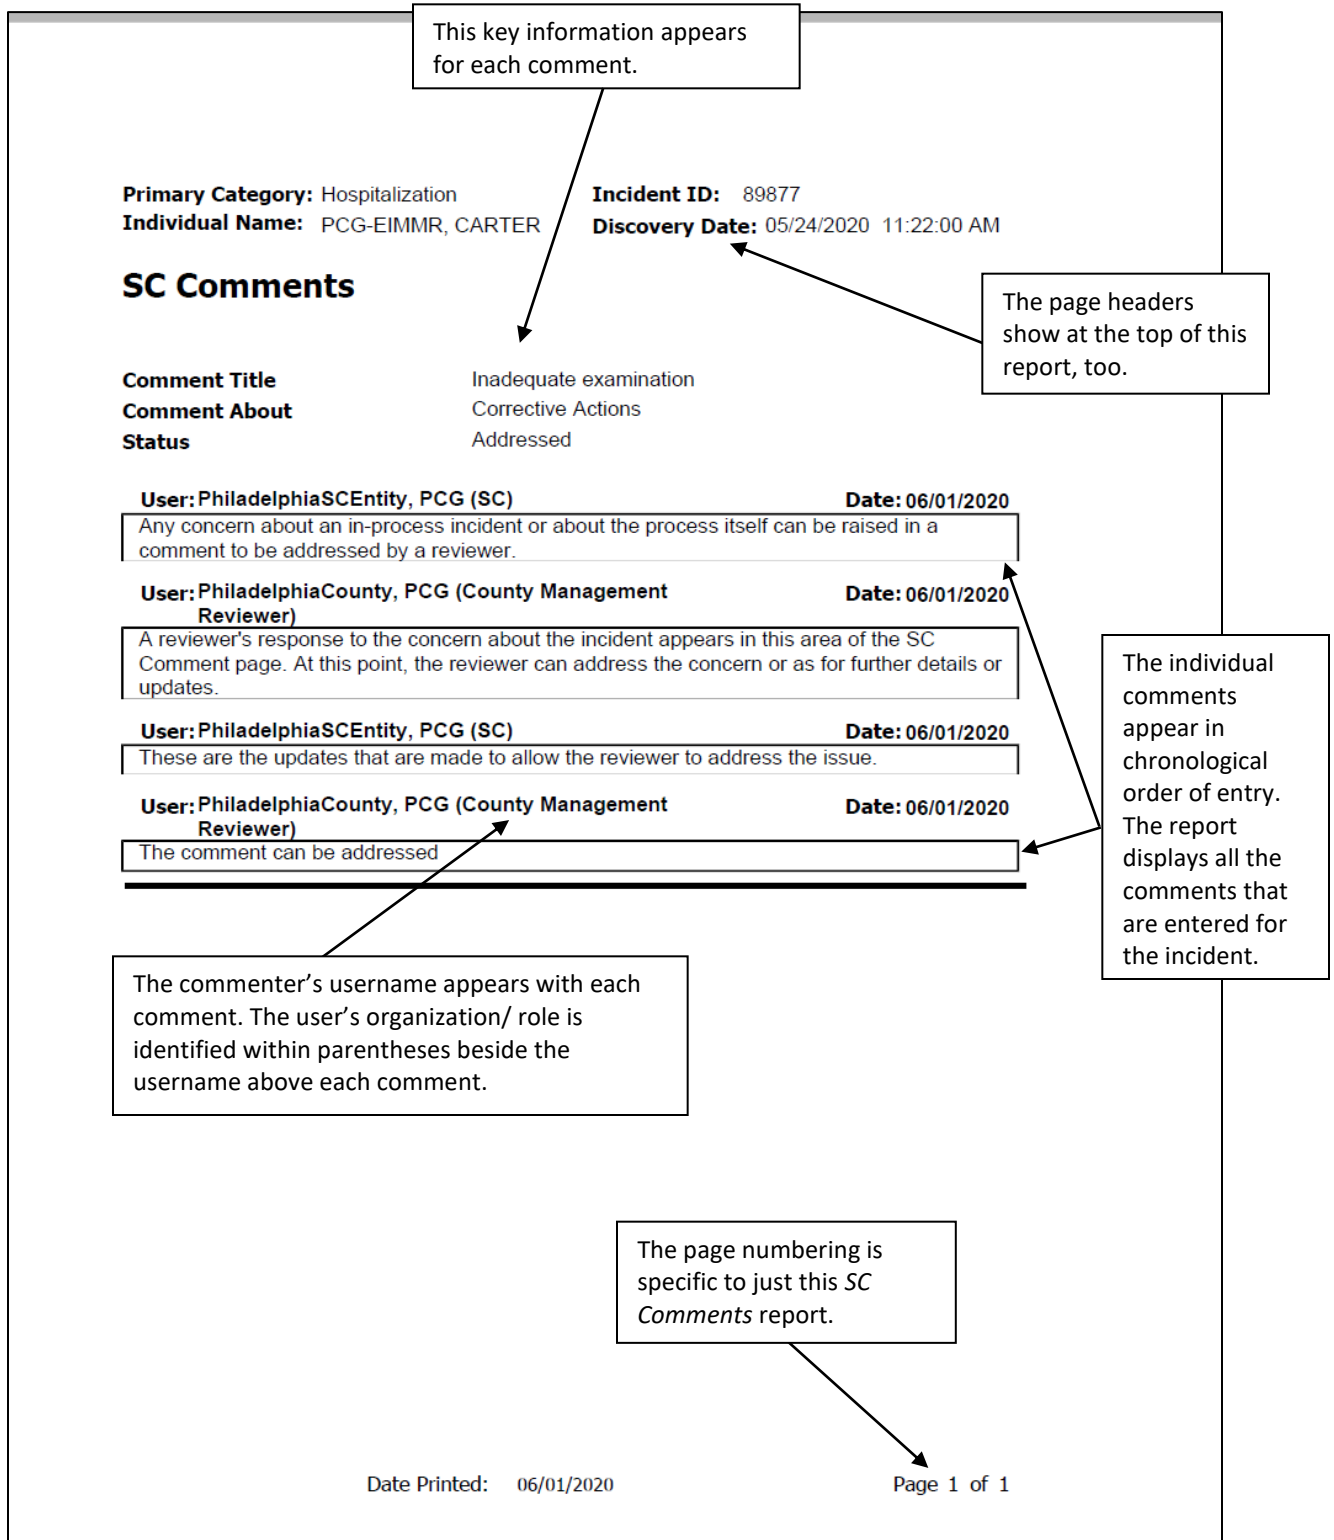 This key information appears
for each comment.
Primary Category: Hospitalization Incident ID: 89877
Individual Name: PCG-EIMMR, CARTER Discovery Date: 05/24/2020 11:22:00 AM
SC Comments
The page headers
show at the top of this
report, too.
Comment Title Inadequate examination
Comment About Corrective Actions
Status Addressed
User: PhiladelphiaSCEntity, PCG (SC) Date: 06/01/2020
Any concern about an in-process incident or about the process itself can be raised in a
comment to be addressed by a reviewer.
User: PhiladelphiaCounty, PCG (County Management Date: 06/01/2020
Reviewer)
A reviewer's response to the concern about the incident appears in this area of the SC
Comment page. At this point, the reviewer can address the concern or as for further details or
updates.
User: PhiladelphiaSCEntity, PCG (SC) Date: 06/01/2020
These are the updates that are made to allow the reviewer to address the issue.
User: PhiladelphiaCounty, PCG (County Management Date: 06/01/2020
Reviewer)
The comment can be addressed
The individual
comments
appear in
chronological
order of entry.
The report
displays all the
comments that
are entered for
the incident.
The commenter’s username appears with each
comment. The user’s organization/ role is
identified within parentheses beside the
username above each comment.
The page numbering is
specific to just this SC
Comments report.
Date Printed: 06/01/2020 Page 1 of 1